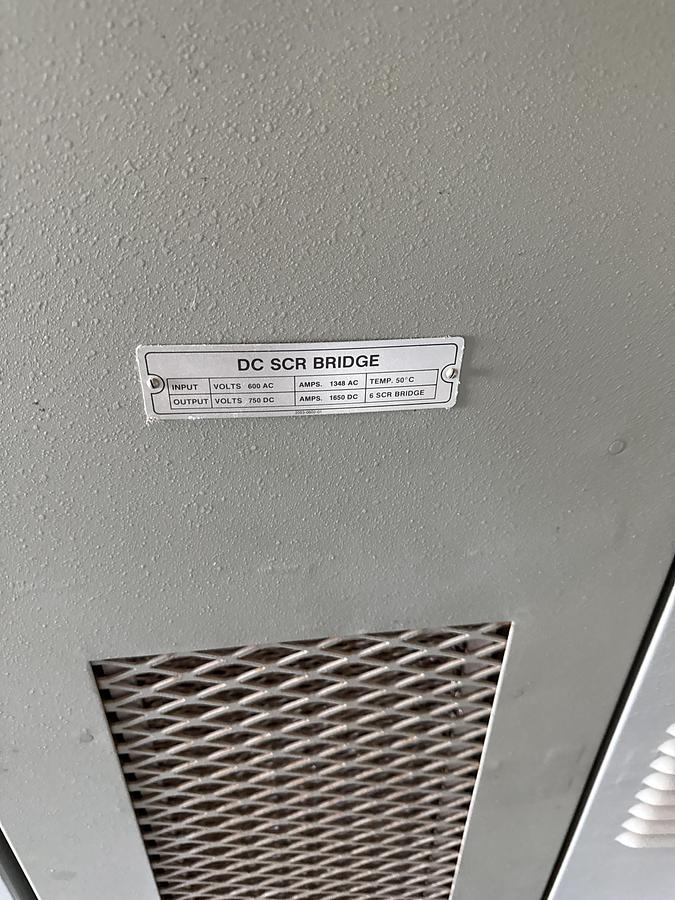 DC SCR BRIDGE
INPUT VOLTS 600 AC AMPS. 1348 AC TEMP. 50°C
OUTPUT VOLTS 750 DC AMPS. 1650 DC 6 SCR BRIDGE